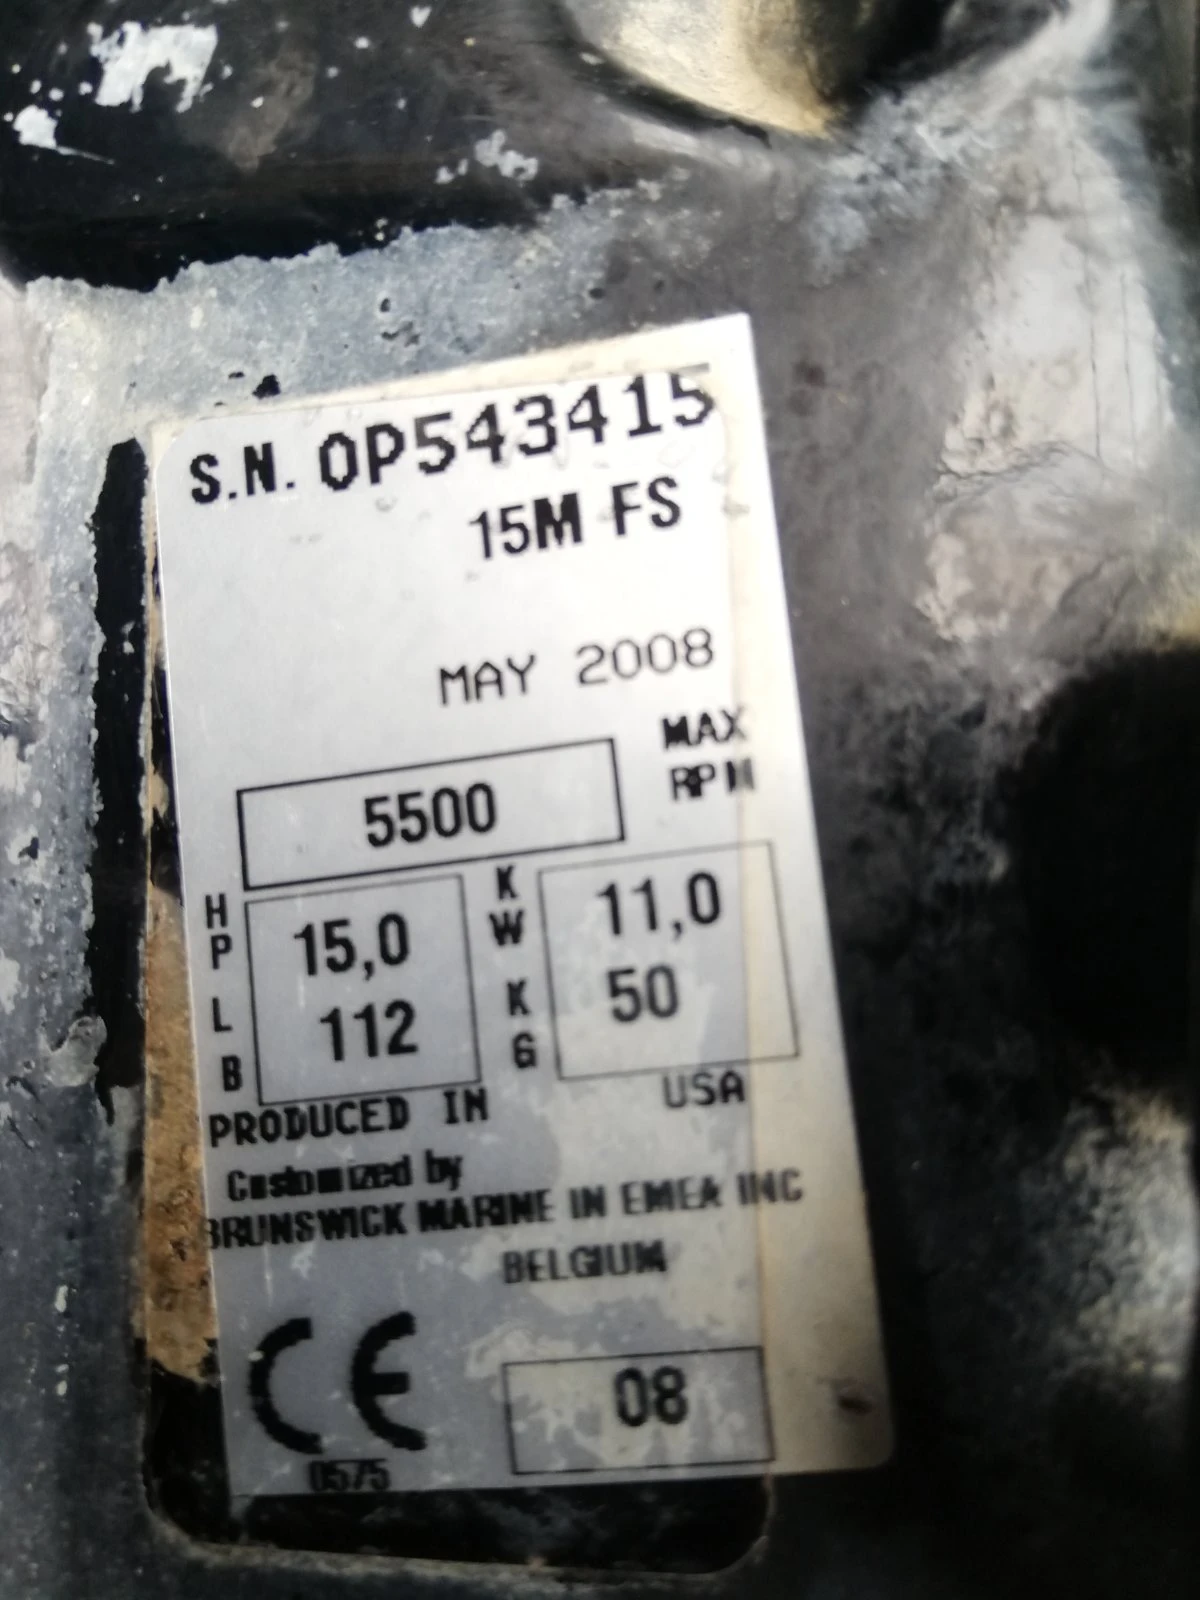 S.N. 0P543415
15M FS
MAY 2008
5500 MAX RPM
HP 15,0 KW 11,0
LB 112 KG 50
PRODUCED IN USA
Customized by
BRUNSWICK MARINE IN EMEA INC
BELGIUM
CE 08
0575